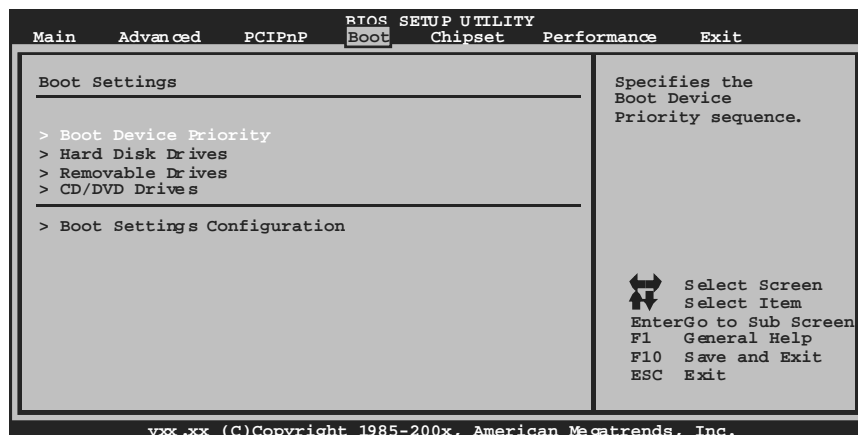 BIOS SETUP UTILITY
Main Advanced PCIPnP Boot Chipset Performance Exit
Boot Settings
> Boot Device Priority
> Hard Disk Drives
> Removable Drives
> CD/DVD Drives
> Boot Settings Configuration
Specifies the
Boot Device
Priority sequence.
Select Screen
Select Item
EnterGo to Sub Screen
F1 General Help
F10 Save and Exit
ESC Exit
vxx.xx (C)Copyright 1985-200x, American Megatrends, Inc.